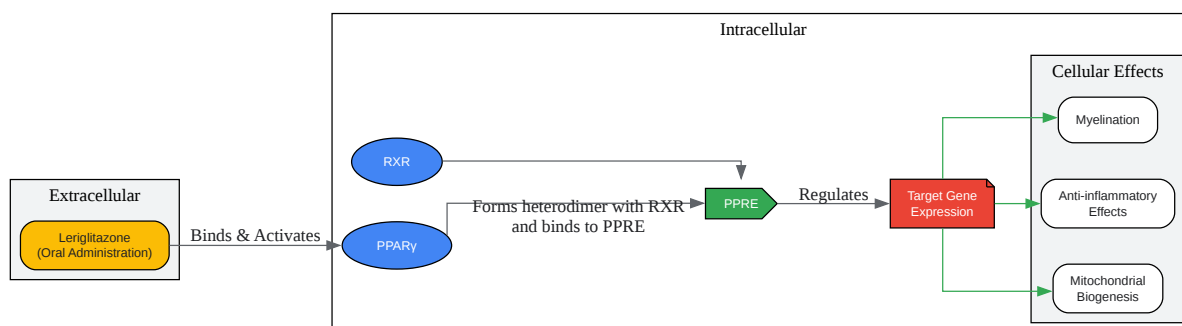 Intracellular
Cellular Effects
Myelination
RXR
Extracellular
Leriglitazone
(Oral Administration)
Binds & Activates
PPARγ
Forms heterodimer with RXR
and binds to PPRE
PPRE
Regulates
Target Gene
Expression
Anti-inflammatory
Effects
Mitochondrial
Biogenesis